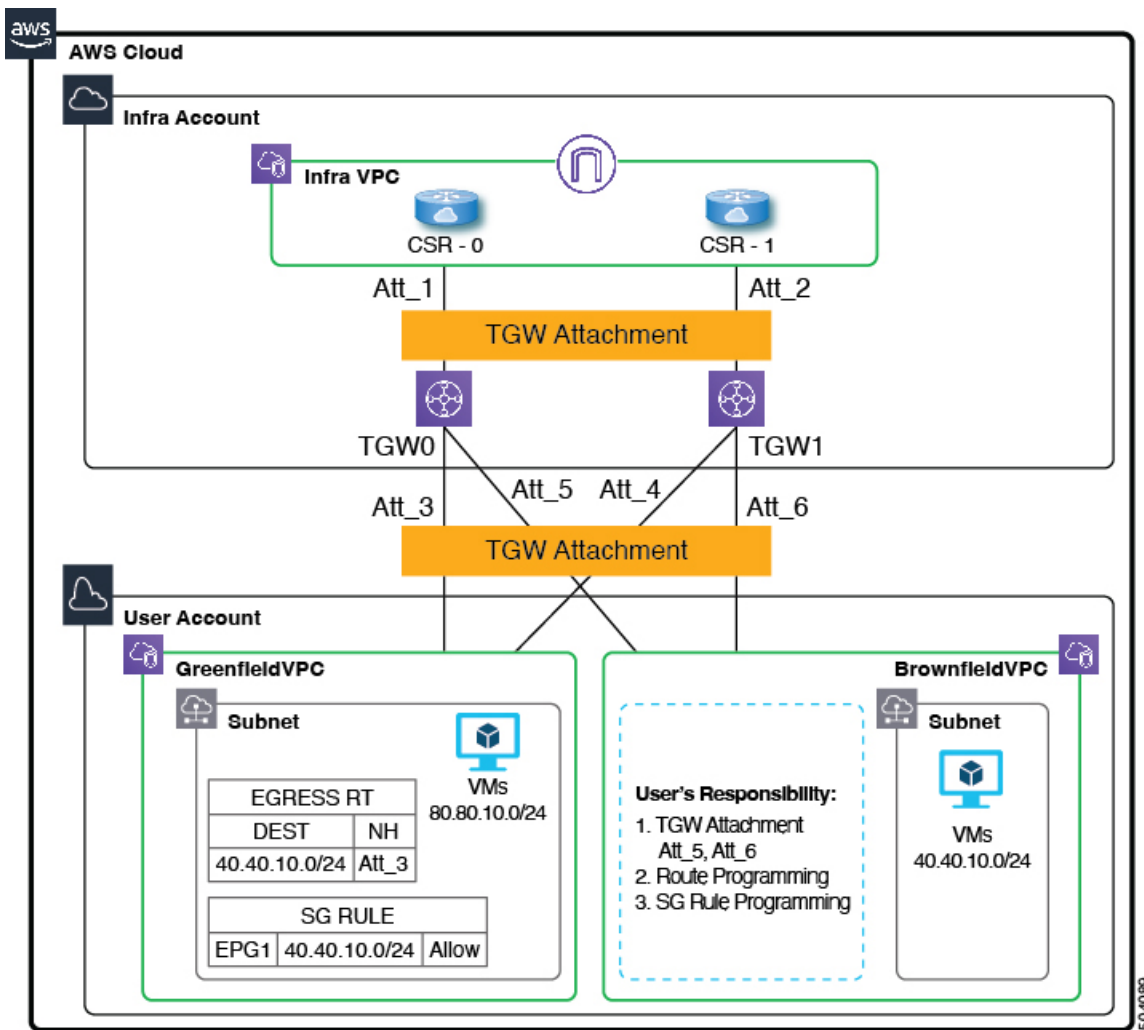 aws
AWS Cloud
Infra Account
Infra VPC
CSR - 0
CSR - 1
Att_1
Att_2
TGW Attachment
TGW0
TGW1
Att_3
Att_5
Att_4
Att_6
TGW Attachment
User Account
GreenfieldVPC
Subnet
VMs
80.80.10.0/24
EGRESS RT
DEST NH
40.40.10.0/24 Att_3
SG RULE
EPG1 40.40.10.0/24 Allow
BrownfieldVPC
User's Responsibility:
1. TGW Attachment
Att_5, Att_6
2. Route Programming
3. SG Rule Programming
Subnet
VMs
40.40.10.0/24